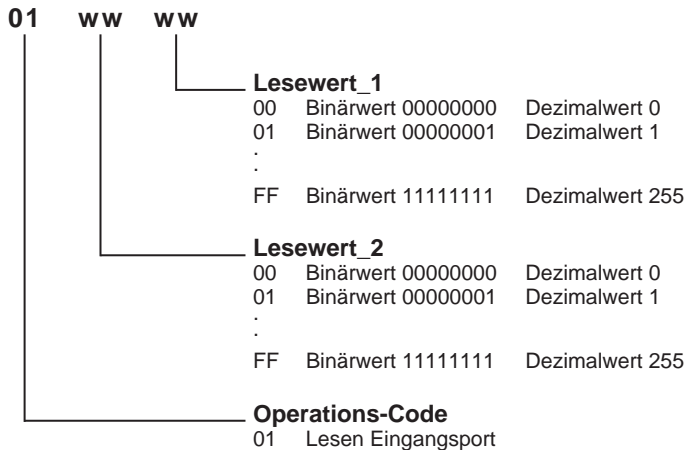 01 ww ww
Lesewert_1
00 Binärwert 00000000 Dezimalwert 0
01 Binärwert 00000001 Dezimalwert 1
.
.
FF Binärwert 11111111 Dezimalwert 255
Lesewert_2
00 Binärwert 00000000 Dezimalwert 0
01 Binärwert 00000001 Dezimalwert 1
.
.
FF Binärwert 11111111 Dezimalwert 255
Operations-Code
01 Lesen Eingangsport